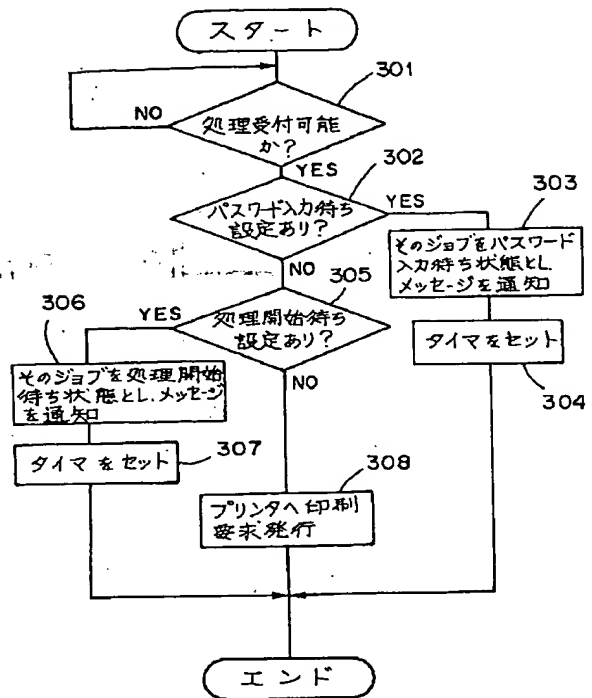 スタート
301
NO
処理受付可能
か?
302
YES
YES
303
パスワード入力待ち
設定あり?
そのジョブをパスワード
入力待ち状態とし、
メッセージを通知
NO
305
306
YES
処理開始待ち
設定あり?
タイマをセット
304
そのジョブを処理開始
待ち状態とし、メッセージ
を通知
NO
307
タイマをセット
308
プリンタへ印刷
要求発行
エンド